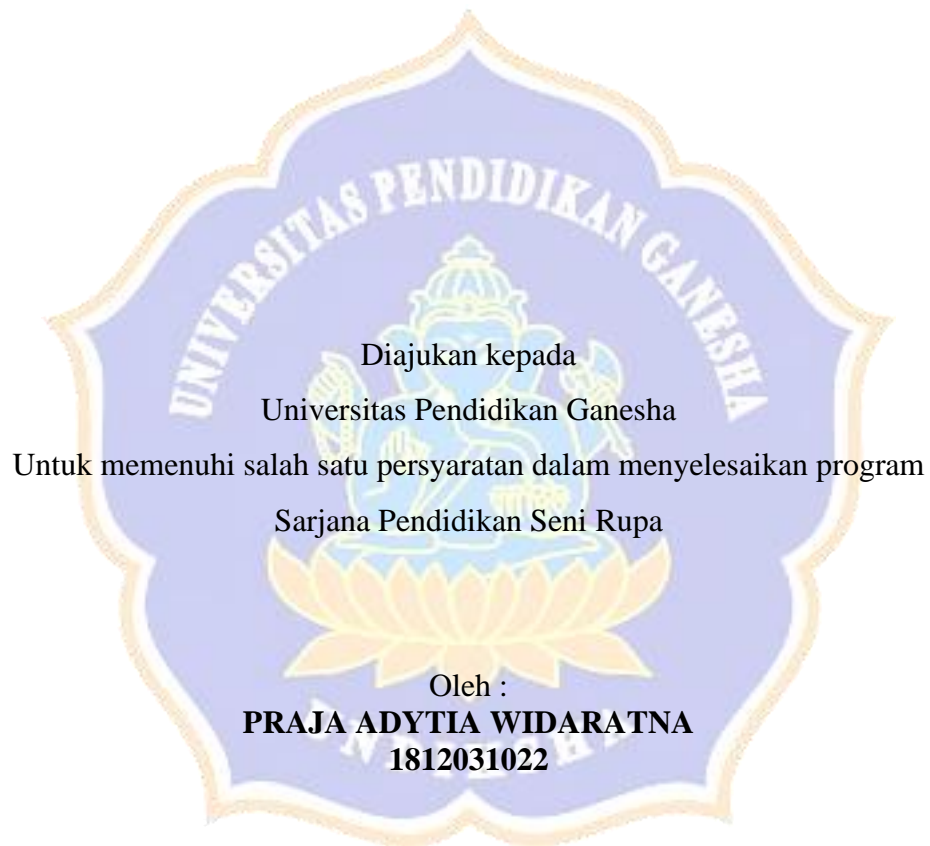 UNIVERSITAS PENDIDIKAN GANESHA
Diajukan kepada
Universitas Pendidikan Ganesha
Untuk memenuhi salah satu persyaratan dalam menyelesaikan program
Sarjana Pendidikan Seni Rupa
Oleh :
PRAJA ADYTIA WIDARATNA
1812031022